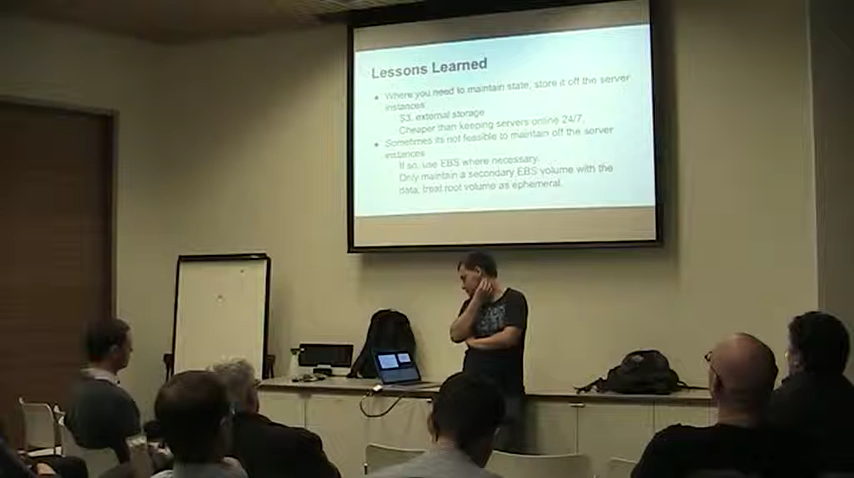 Lessons Learned
Where you need to maintain state, store it off the server
instances
S3, external storage
Cheaper than keeping servers online 24/7.
Sometimes its not feasible to maintain off the server
instances
If so, use EBS where necessary.
Only maintain a secondary EBS volume with the
data, treat root volume as ephemeral.